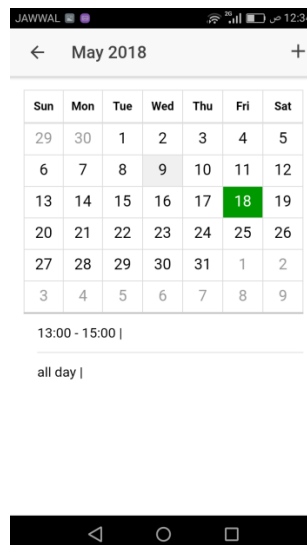 JAWWAL 2G 12:34 ص
May 2018 +
Sun Mon Tue Wed Thu Fri Sat
29 30 1 2 3 4 5
6 7 8 9 10 11 12
13 14 15 16 17 18 19
20 21 22 23 24 25 26
27 28 29 30 31 1 2
3 4 5 6 7 8 9
13:00 - 15:00 |
all day |